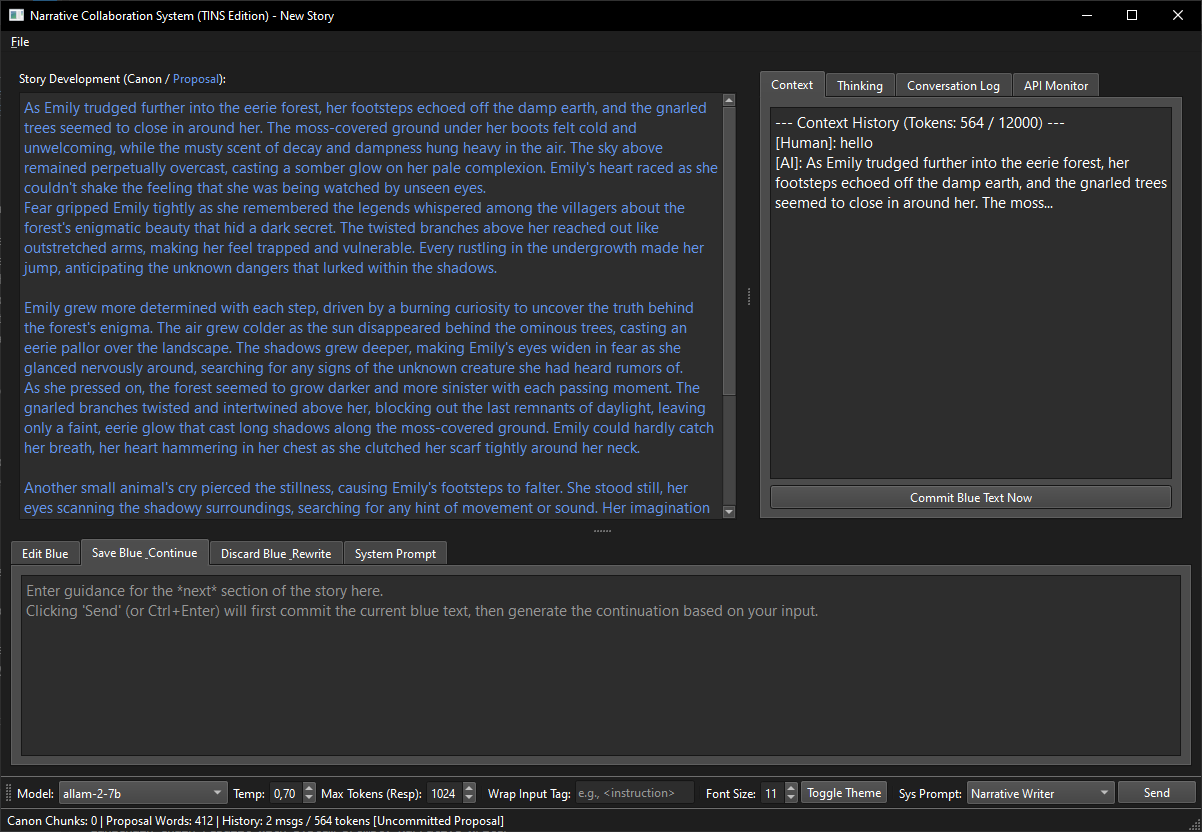 Narrative Collaboration System (TINS Edition) - New Story
File
Story Development (Canon / Proposal):
As Emily trudged further into the eerie forest, her footsteps echoed off the damp earth, and the gnarled
trees seemed to close in around her. The moss-covered ground under her boots felt cold and
unwelcoming, while the musty scent of decay and dampness hung heavy in the air. The sky above
remained perpetually overcast, casting a somber glow on her pale complexion. Emily's heart raced as she
couldn't shake the feeling that she was being watched by unseen eyes.
Fear gripped Emily tightly as she remembered the legends whispered among the villagers about the
forest's enigmatic beauty that hid a dark secret. The twisted branches above her reached out like
outstretched arms, making her feel trapped and vulnerable. Every rustling in the undergrowth made her
jump, anticipating the unknown dangers that lurked within the shadows.
Emily grew more determined with each step, driven by a burning curiosity to uncover the truth behind
the forest's enigma. The air grew colder as the sun disappeared behind the ominous trees, casting an
eerie pallor over the landscape. The shadows grew deeper, making Emily's eyes widen in fear as she
glanced nervously around, searching for any signs of the unknown creature she had heard rumors of.
As she pressed on, the forest seemed to grow darker and more sinister with each passing moment. The
gnarled branches twisted and intertwined above her, blocking out the last remnants of daylight, leaving
only a faint, eerie glow that cast long shadows along the moss-covered ground. Emily could hardly catch
her breath, her heart hammering in her chest as she clutched her scarf tightly around her neck.
Another small animal's cry pierced the stillness, causing Emily's footsteps to falter. She stood still, her
eyes scanning the shadowy surroundings, searching for any hint of movement or sound. Her imagination
Context
Thinking
Conversation Log
API Monitor
--- Context History (Tokens: 564 / 12000) ---
[Human]: hello
[AI]: As Emily trudged further into the eerie forest, her
footsteps echoed off the damp earth, and the gnarled trees
seemed to close in around her. The moss...
Commit Blue Text Now
Edit Blue
Save Blue _Continue
Discard Blue _Rewrite
System Prompt
Enter guidance for the *next* section of the story here.
Clicking 'Send' (or Ctrl+Enter) will first commit the current blue text, then generate the continuation based on your input.
Model: allam-2-7b Temp: 0,70 Max Tokens (Resp): 1024 Wrap Input Tag: e.g., <instruction> Font Size: 11 Toggle Theme Sys Prompt: Narrative Writer Send
Canon Chunks: 0 | Proposal Words: 412 | History: 2 msgs / 564 tokens [Uncommitted Proposal]